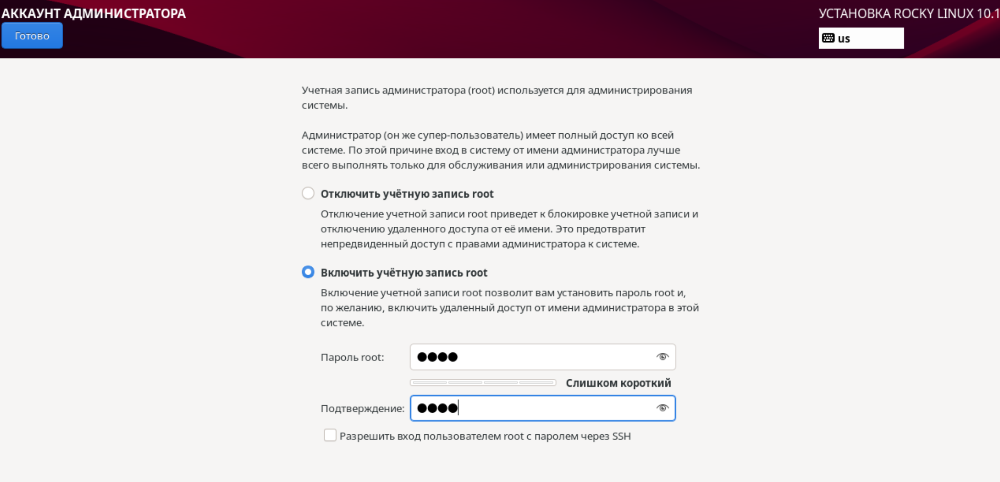 АККАУНТ АДМИНИСТРАТОРА
УСТАНОВКА ROCKY LINUX 10.1
Готово
us
Учетная запись администратора (root) используется для администрирования
системы.
Администратор (он же супер-пользователь) имеет полный доступ ко всей
системе. По этой причине вход в систему от имени администратора лучше
всего выполнять только для обслуживания или администрирования системы.
Отключить учётную запись root
Отключение учетной записи root приведет к блокировке учетной записи и
отключению удаленного доступа от её имени. Это предотвратит
непредвиденный доступ с правами администратора к системе.
Включить учётную запись root
Включение учетной записи root позволит вам установить пароль root и,
по желанию, включить удаленный доступ от имени администратора в этой
системе.
Пароль root: ●●●●
Слишком короткий
Подтверждение: ●●●●
Разрешить вход пользователем root с паролем через SSH